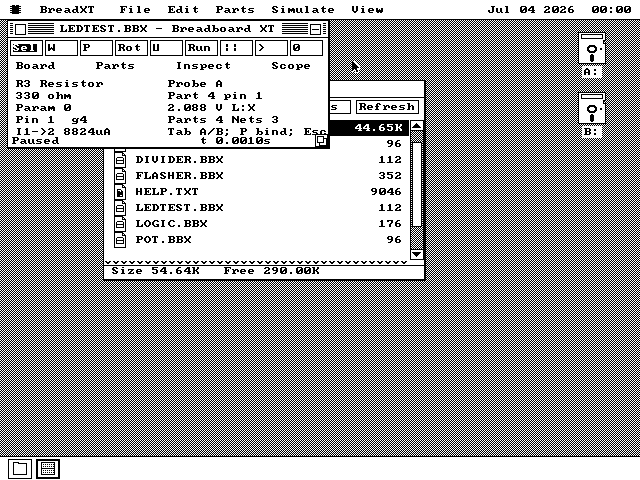 BreadXT File Edit Parts Simulate View Jul 04 2026 00:00
LEDTEST.BBX - Breadboard XT
Sel W P Rot U Run :: > 0
Board Parts Inspect Scope
R3 Resistor Probe A
330 ohm Part 4 pin 1
Param 0 2.088 V L:X
Pin 1 g4 Parts 4 Nets 3
I1->2 8824uA Tab A/B; P bind; Esc
Paused t 0.0010s
s Refresh
44.65K
96
DIVIDER.BBX 112
FLASHER.BBX 352
HELP.TXT 9046
LEDTEST.BBX 112
LOGIC.BBX 176
POT.BBX 96
Size 54.64K Free 290.00K
A:
B: